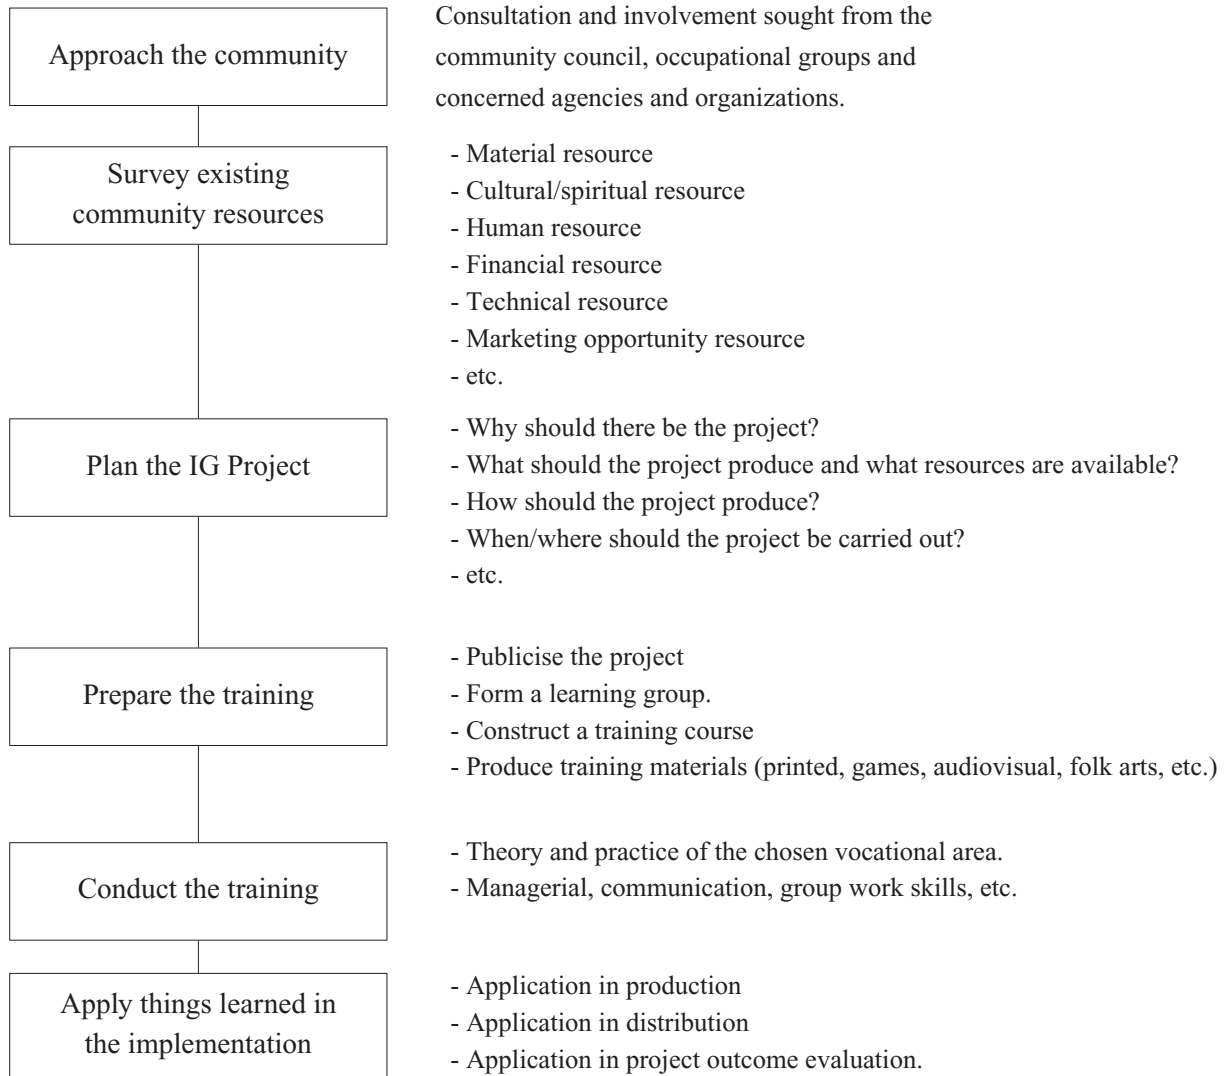 Approach the community
Consultation and involvement sought from the
community council, occupational groups and
concerned agencies and organizations.
Survey existing
community resources
- Material resource
- Cultural/spiritual resource
- Human resource
- Financial resource
- Technical resource
- Marketing opportunity resource
- etc.
Plan the IG Project
- Why should there be the project?
- What should the project produce and what resources are available?
- How should the project produce?
- When/where should the project be carried out?
- etc.
Prepare the training
- Publicise the project
- Form a learning group.
- Construct a training course
- Produce training materials (printed, games, audiovisual, folk arts, etc.)
Conduct the training
- Theory and practice of the chosen vocational area.
- Managerial, communication, group work skills, etc.
Apply things learned in
the implementation
- Application in production
- Application in distribution
- Application in project outcome evaluation.